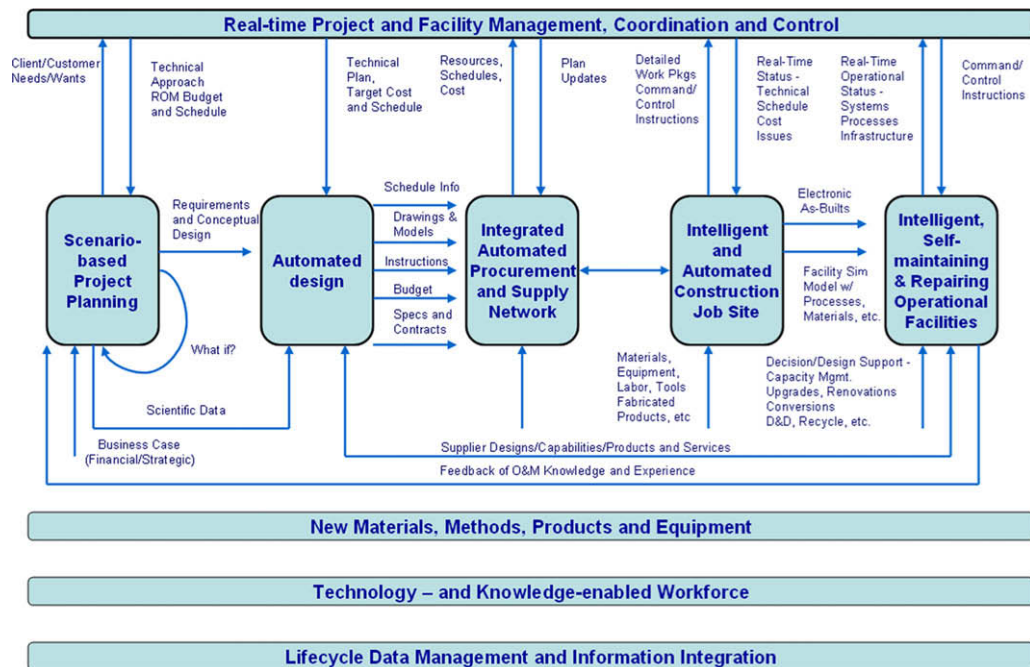 Real-time Project and Facility Management, Coordination and Control
Client/Customer
Needs/Wants
Technical
Approach
ROM Budget
and Schedule
Technical
Plan,
Target Cost
and Schedule
Resources,
Schedules,
Cost
Plan
Updates
Detailed
Work Pkgs
Command/
Control
Instructions
Real-Time
Status -
Technical
Schedule
Cost
Issues
Real-Time
Operational
Status -
Systems
Processes
Infrastructure
Command/
Control
Instructions
Scenario-
based
Project
Planning
Requirements
and Conceptual
Design
What if?
Automated
design
Schedule Info
Drawings &
Models
Instructions
Budget
Specs and
Contracts
Integrated
Automated
Procurement
and Supply
Network
Intelligent
and
Automated
Construction
Job Site
Electronic
As-Builts
Facility Sim
Model w/
Processes,
Materials, etc.
Intelligent,
Self-
maintaining
& Repairing
Operational
Facilities
Scientific Data
Business Case
(Financial/Strategic)
Materials,
Equipment,
Labor, Tools
Fabricated
Products, etc
Decision/Design Support -
Capacity Mgmt.
Upgrades, Renovations
Conversions
D&D, Recycle, etc.
Supplier Designs/Capabilities/Products and Services
Feedback of O&M Knowledge and Experience
New Materials, Methods, Products and Equipment
Technology – and Knowledge-enabled Workforce
Lifecycle Data Management and Information Integration